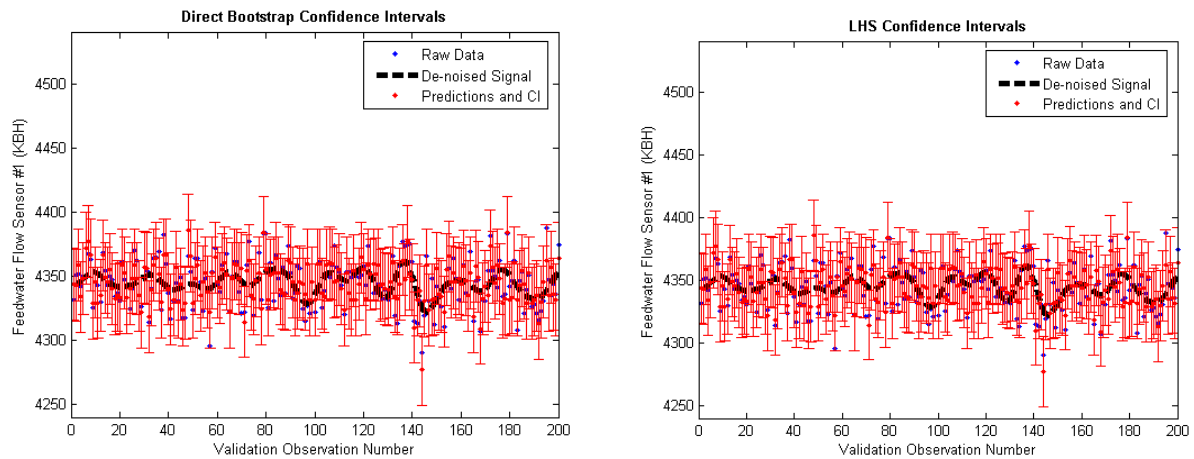 Direct Bootstrap Confidence Intervals
Raw Data
De-noised Signal
Predictions and CI
Feedwater Flow Sensor #1 (KBH)
4500
4450
4400
4350
4300
4250
0 20 40 60 80 100 120 140 160 180 200
Validation Observation Number
LHS Confidence Intervals
Raw Data
De-noised Signal
Predictions and CI
Feedwater Flow Sensor #1 (KBH)
4500
4450
4400
4350
4300
4250
0 20 40 60 80 100 120 140 160 180 200
Validation Observation Number